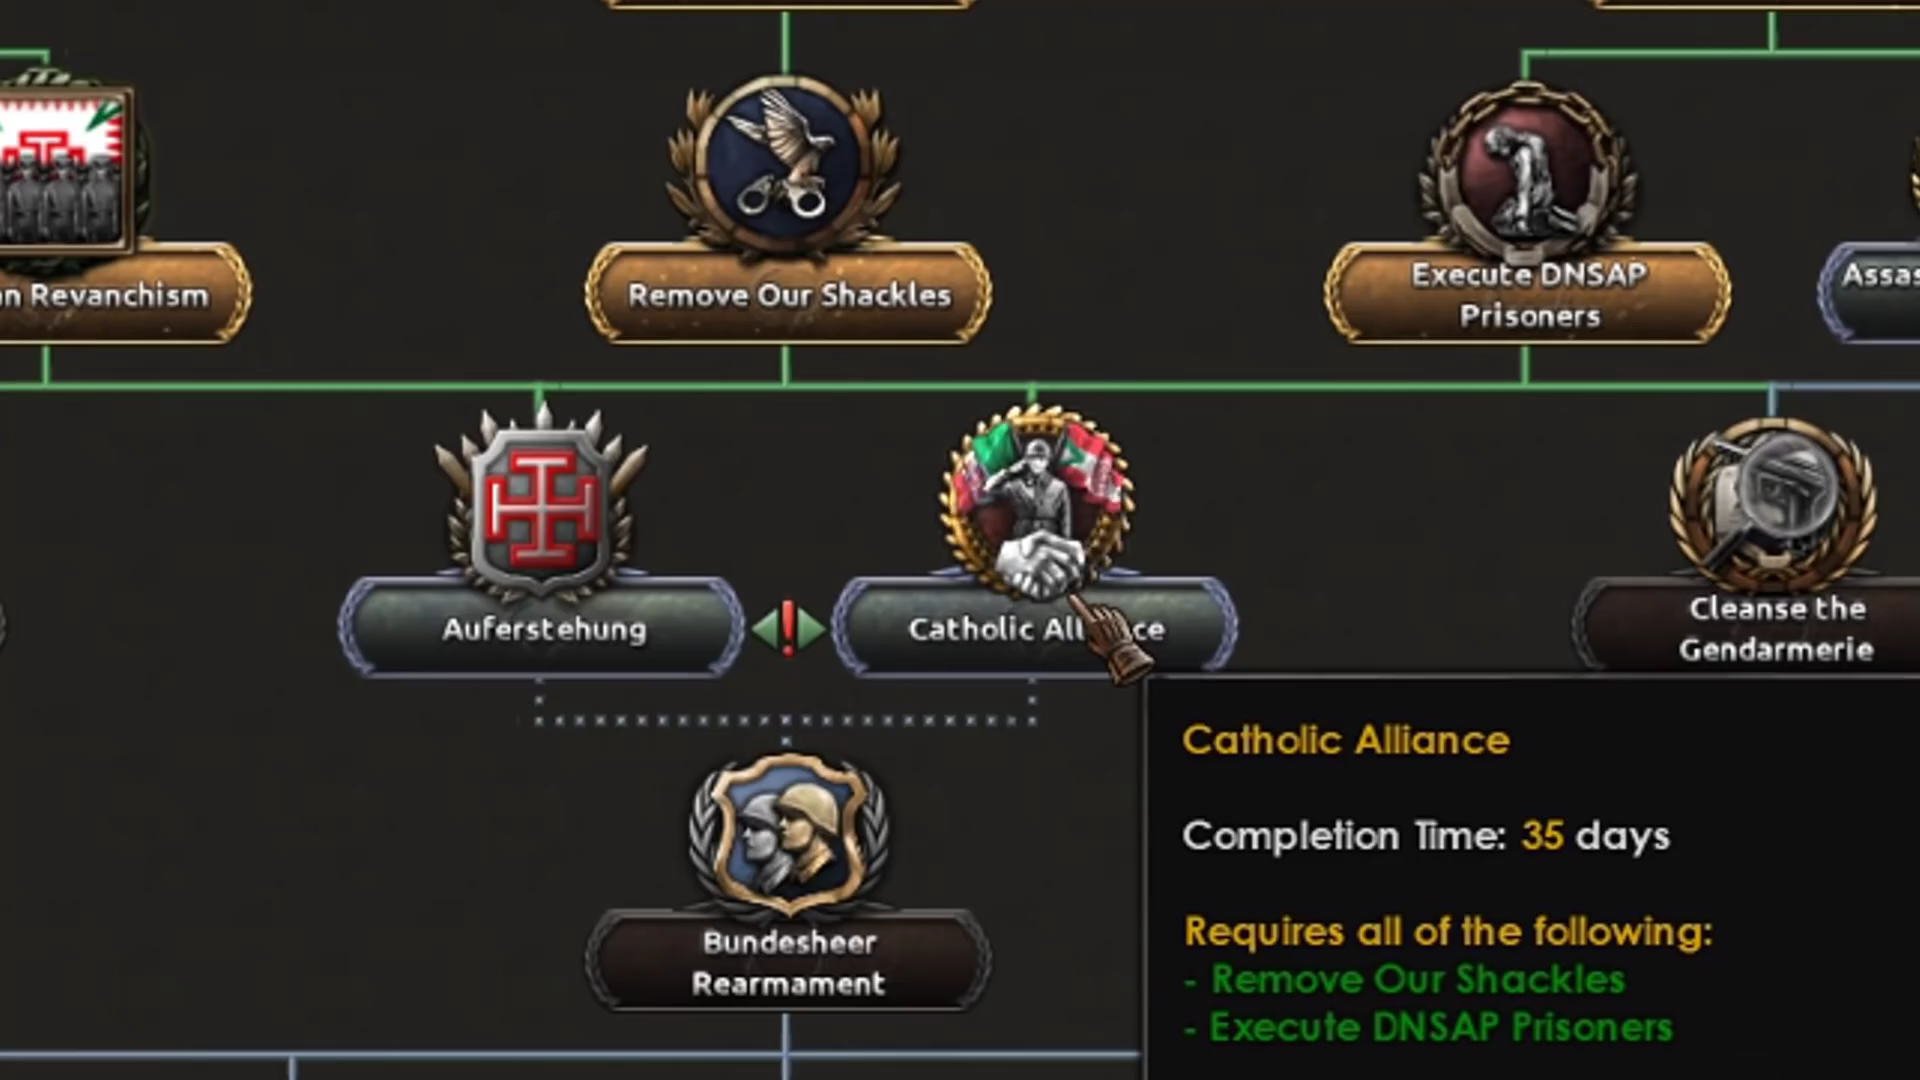 n Revanchism
Remove Our Shackles
Execute DNSAP
Prisoners
Assas
Auferstehung
Catholic All ce
Cleanse the
Gendarmerie
Bundesheer
Rearmament
Catholic Alliance
Completion Time: 35 days
Requires all of the following:
- Remove Our Shackles
- Execute DNSAP Prisoners